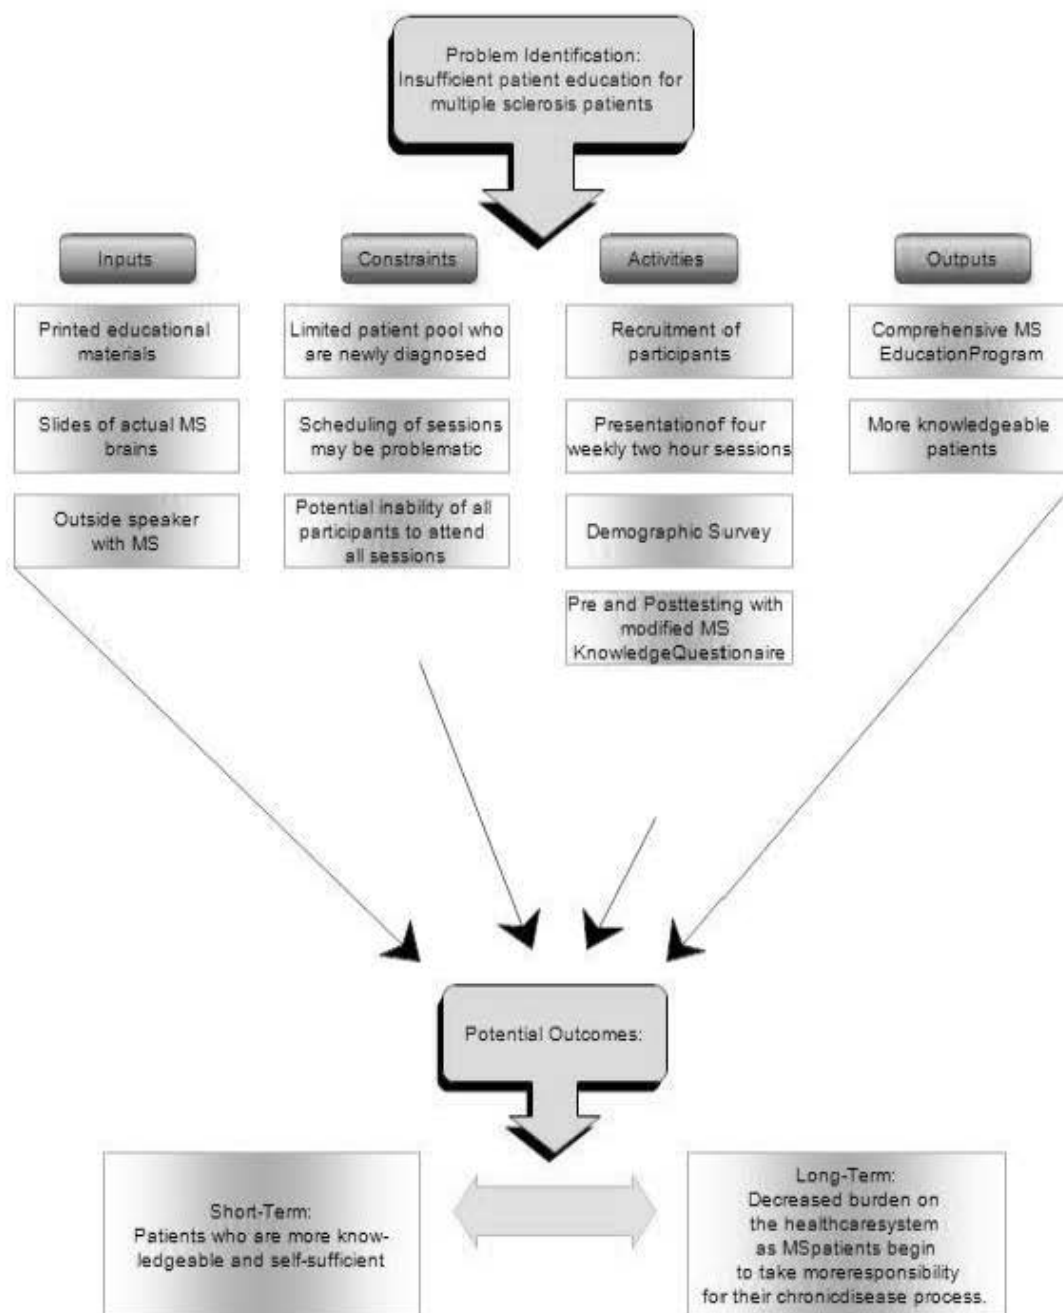 Problem Identification:
Insufficient patient education for
multiple sclerosis patients
Inputs
Printed educational
materials
Slides of actual MS
brains
Outside speaker
with MS
Constraints
Limited patient pool who
are newly diagnosed
Scheduling of sessions
may be problematic
Potential inability of all
participants to attend
all sessions
Activities
Recruitment of
participants
Presentationof four
weekly two hour sessions
Demographic Survey
Pre and Posttesting with
modified MS
KnowledgeQuestionaire
Outputs
Comprehensive MS
EducationProgram
More knowledgeable
patients
Potential Outcomes:
Short-Term:
Patients who are more know-
ledgeable and self-sufficient
Long-Term:
Decreased burden on
the healthcaresystem
as MSpatients begin
to take moreresponsibility
for their chronicdisease process.